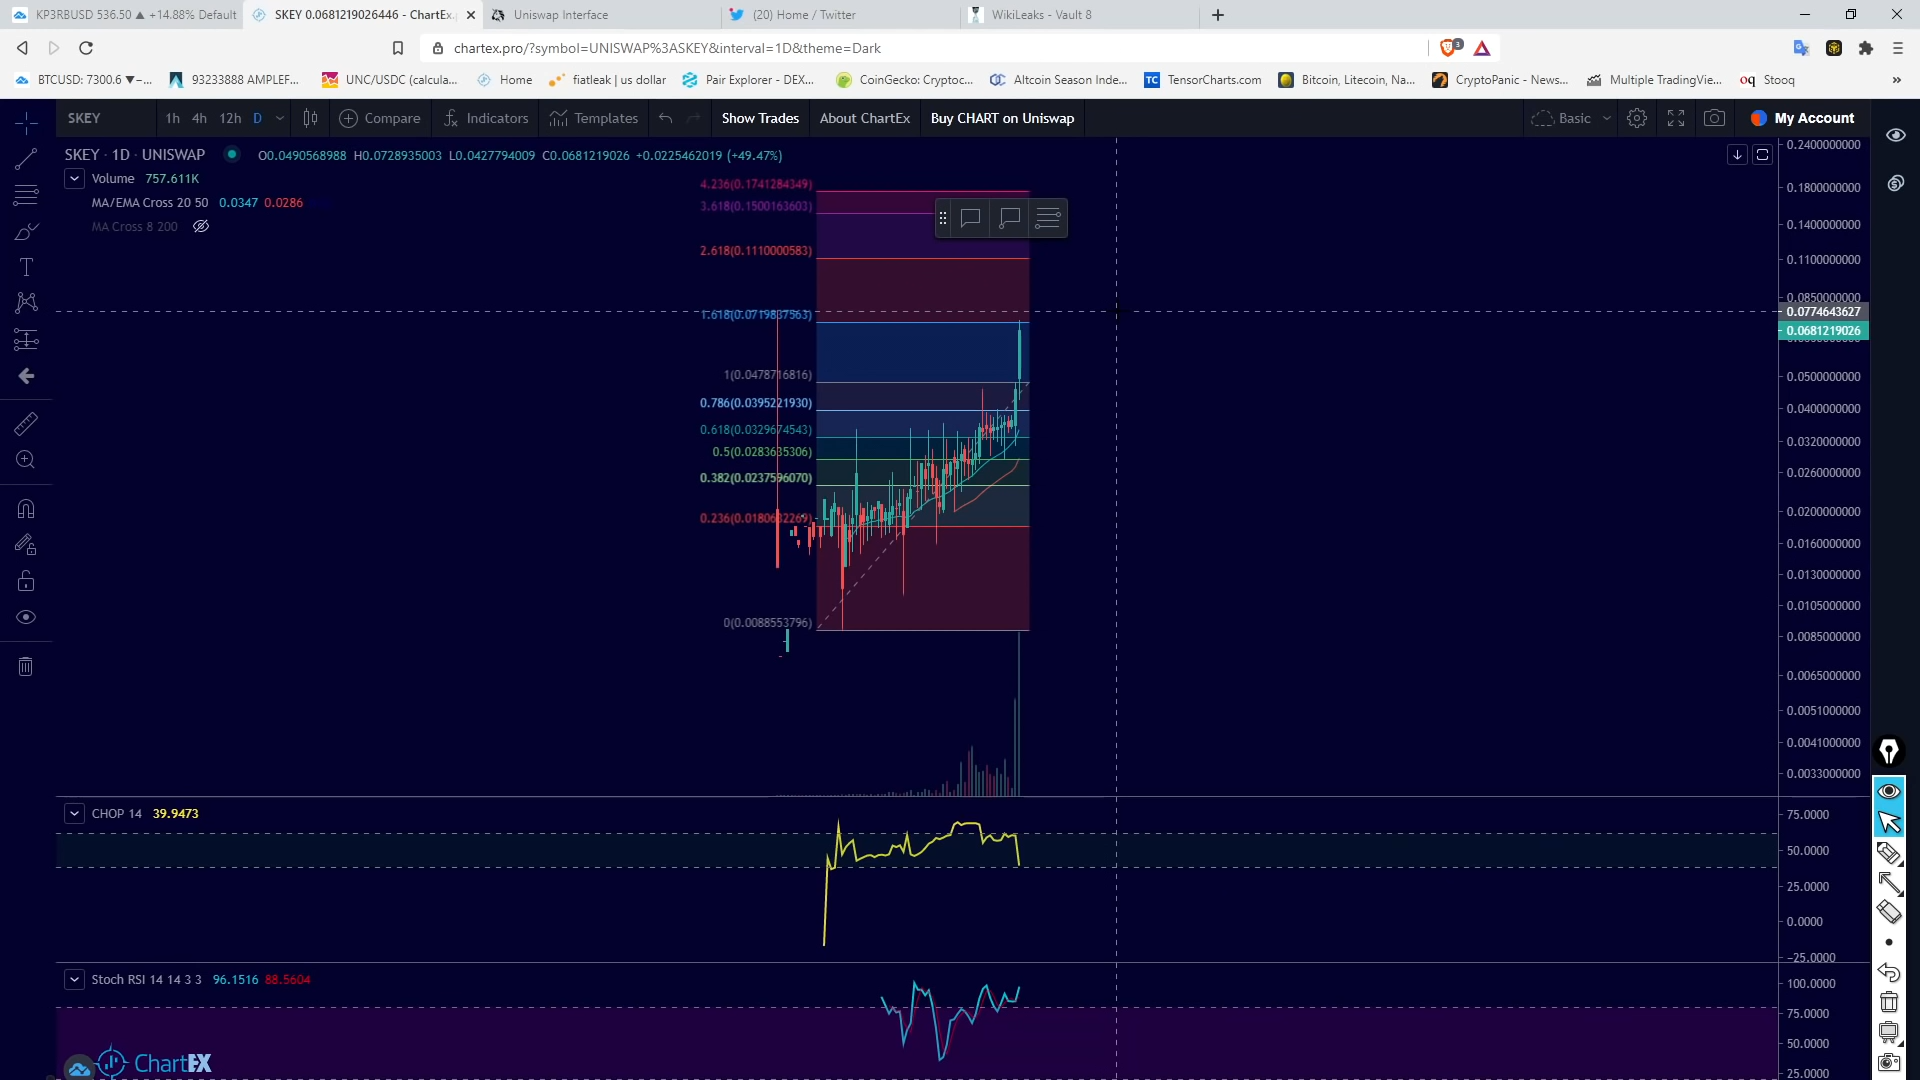 KP3RBUSD 536.50 ▲ +14.88% Default
SKEY 0.0681219026446 - ChartEx.
Uniswap Interface
(20) Home / Twitter
WikiLeaks - Vault 8
chartex.pro/?symbol=UNISWAP%3ASKEY&interval=1D&theme=Dark
3
BTCUSD: 7300.6 ▼−...
93233888 AMPLEF...
UNC/USDC (calcula...
Home
fiatleak | us dollar
Pair Explorer - DEX...
CoinGecko: Cryptoc...
Altcoin Season Inde...
TC TensorCharts.com
Bitcoin, Litecoin, Na...
CryptoPanic - News...
Multiple TradingVie...
oq Stooq
»
SKEY
1h 4h 12h D
Compare
Indicators
Templates
Show Trades
About ChartEx
Buy CHART on Uniswap
Basic
My Account
SKEY · 1D · UNISWAP
O0.0490568988 H0.0728935003 L0.0427794009 C0.0681219026 +0.0225462019 (+49.47%)
Volume 757.611K
MA/EMA Cross 20 50 0.0347 0.0286
MA Cross 8 200
4.236(0.1741284349)
3.618(0.1500163603)
2.618(0.1110000583)
1.618(0.0719837563)
1(0.0478716816)
0.786(0.0395221930)
0.618(0.0329674543)
0.5(0.0283635306)
0.382(0.0237596070)
0.236(0.0180632269)
0(0.0088553796)
0.2400000000
0.1800000000
0.1400000000
0.1100000000
0.0850000000
0.0774643627
0.0681219026
0.0500000000
0.0400000000
0.0320000000
0.0260000000
0.0200000000
0.0160000000
0.0130000000
0.0105000000
0.0085000000
0.0065000000
0.0051000000
0.0041000000
0.0033000000
CHOP 14 39.9473
75.0000
50.0000
25.0000
0.0000
−25.0000
Stoch RSI 14 14 3 3 96.1516 88.5604
100.0000
75.0000
50.0000
25.0000
ChartEX